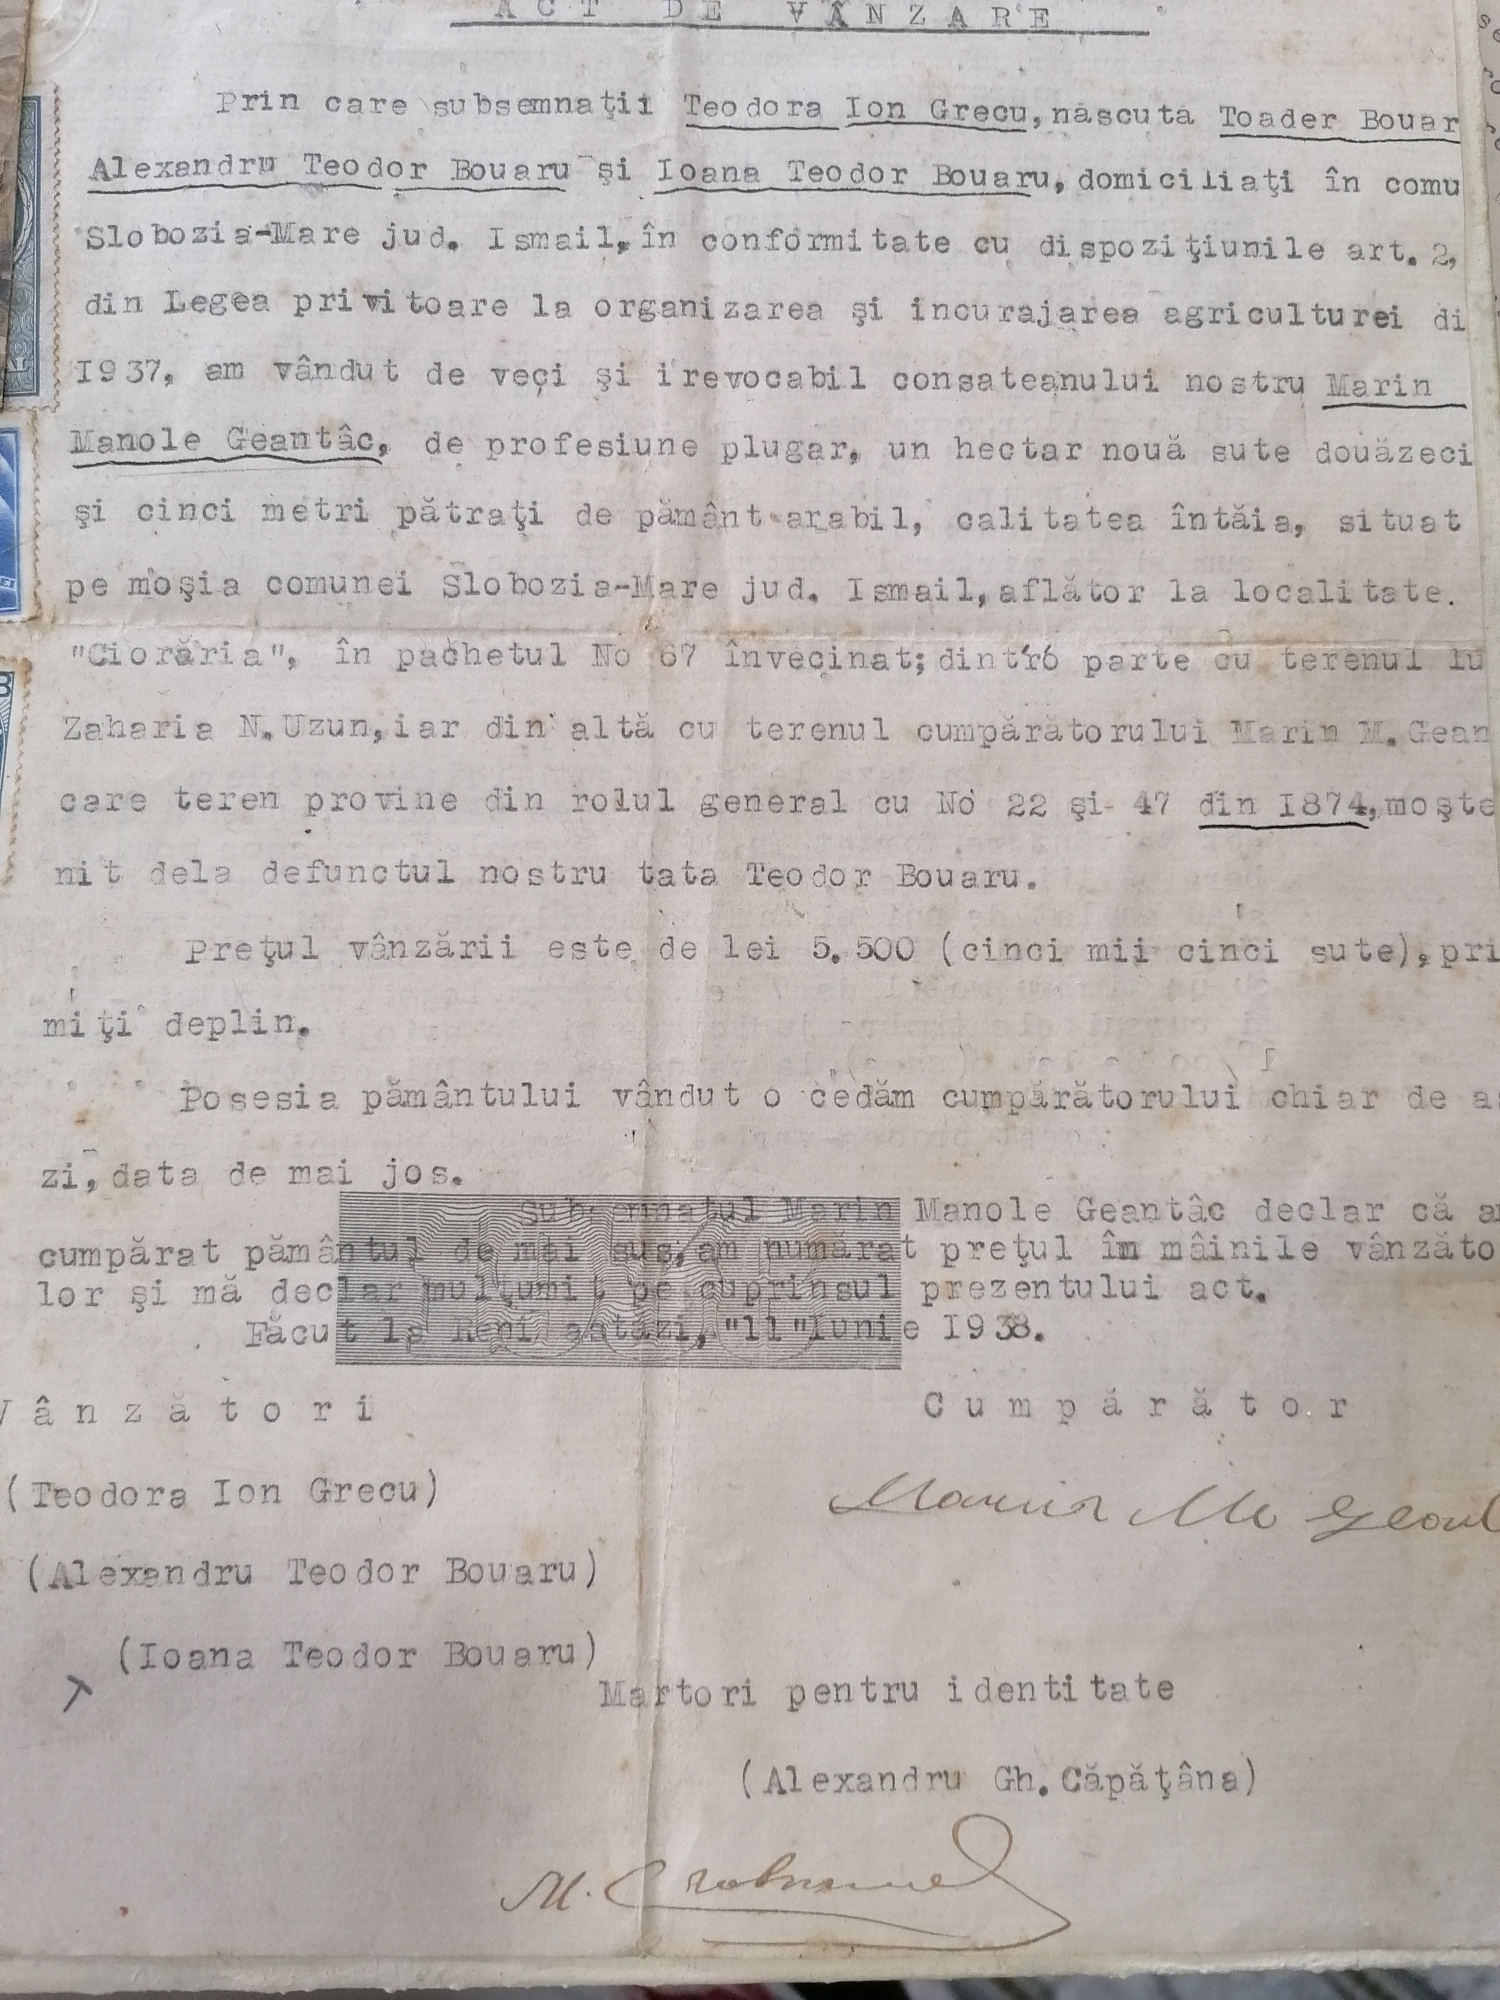 ACT DE VÂNZARE
Prin care subsemnaţii Teodora Ion Grecu, născută Toader Bouar
Alexandru Teodor Bouaru şi Ioana Teodor Bouaru, domiciliaţi în comu
Slobozia-Mare jud. Ismail, în conformitate cu dispoziţiunile art. 2,
din Legea privitoare la organizarea şi incurajarea agriculturei di
1937, am vândut de veci şi irevocabil consateanului nostru Marin
Manole Geantâc, de profesiune plugar, un hectar nouă sute douăzeci
şi cinci metri pătraţi de pământ arabil, calitatea întăia, situat
pe moşia comunei Slobozia-Mare jud. Ismail, aflător la localitate.
"Ciorăria", în pachetul No 67 învecinat; dintr'o parte cu terenul lu
Zaharia N. Uzun, iar din altă cu terenul cumpărătorului Marin M. Gean
care teren provine din rolul general cu No 22 şi 47 din 1874, moşte
nit dela defunctul nostru tata Teodor Bouaru.
Preţul vânzării este de lei 5.500 (cinci mii cinci sute), pri
miţi deplin.
Posesia pământului vândut o cedăm cumpărătorului chiar de as
zi, data de mai jos.
Subsemnatul Marin Manole Geantâc declar că am
cumpărat pământul de mai sus, am numărat preţul îm mâinile vânzăto
lor şi mă declar mulţumit pe cuprinsul prezentului act.
Făcut la Reni astăzi, "11" Iunie 1938.
Vânzători Cumpărător
(Teodora Ion Grecu) Marin M Geant
(Alexandru Teodor Bouaru)
(Ioana Teodor Bouaru)
Martori pentru identitate
(Alexandru Gh. Căpăţâna)
M.